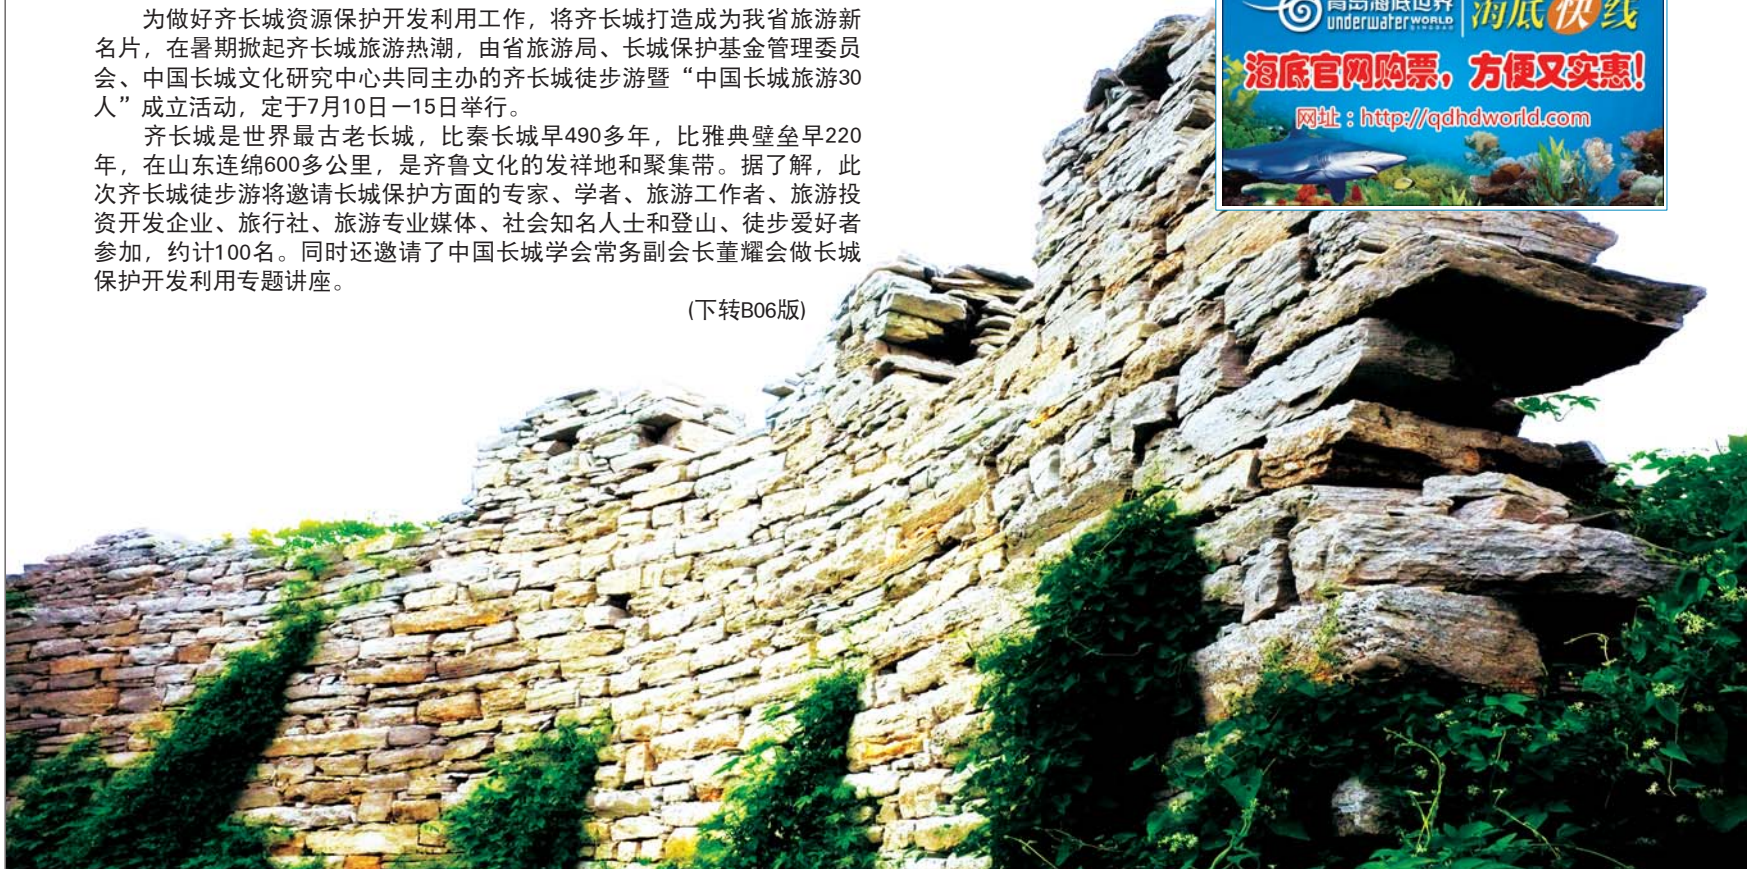 为做好齐长城资源保护开发利用工作，将齐长城打造成为我省旅游新
名片，在暑期掀起齐长城旅游热潮，由省旅游局、长城保护基金管理委员
会、中国长城文化研究中心共同主办的齐长城徒步游暨“中国长城旅游30
人”成立活动，定于7月10日—15日举行。
齐长城是世界最古老长城，比秦长城早490多年，比雅典壁垒早220
年，在山东连绵600多公里，是齐鲁文化的发祥地和聚集带。据了解，此
次齐长城徒步游将邀请长城保护方面的专家、学者、旅游工作者、旅游投
资开发企业、旅行社、旅游专业媒体、社会知名人士和登山、徒步爱好者
参加，约计100名。同时还邀请了中国长城学会常务副会长董耀会做长城
保护开发利用专题讲座。
(下转B06版)
青岛海底世界
underwater WORLD QINGDAO
海底快线
海底官网购票，方便又实惠！
网址：http://qdhdworld.com